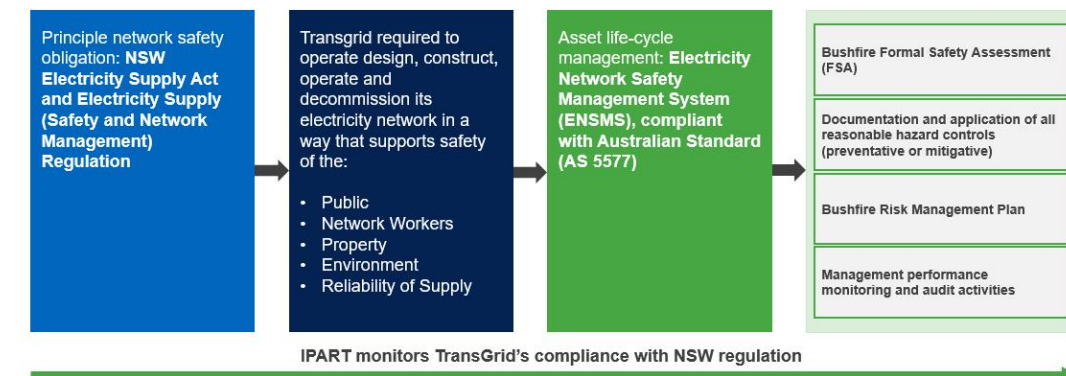 Principle network safety
obligation: NSW
Electricity Supply Act
and Electricity Supply
(Safety and Network
Management)
Regulation
Transgrid required to
operate design, construct,
operate and
decommission its
electricity network in a
way that supports safety
of the:
• Public
• Network Workers
• Property
• Environment
• Reliability of Supply
Asset life-cycle
management: Electricity
Network Safety
Management System
(ENSMS), compliant
with Australian Standard
(AS 5577)
Bushfire Formal Safety Assessment
(FSA)
Documentation and application of all
reasonable hazard controls
(preventative or mitigative)
Bushfire Risk Management Plan
Management performance
monitoring and audit activities
IPART monitors TransGrid's compliance with NSW regulation